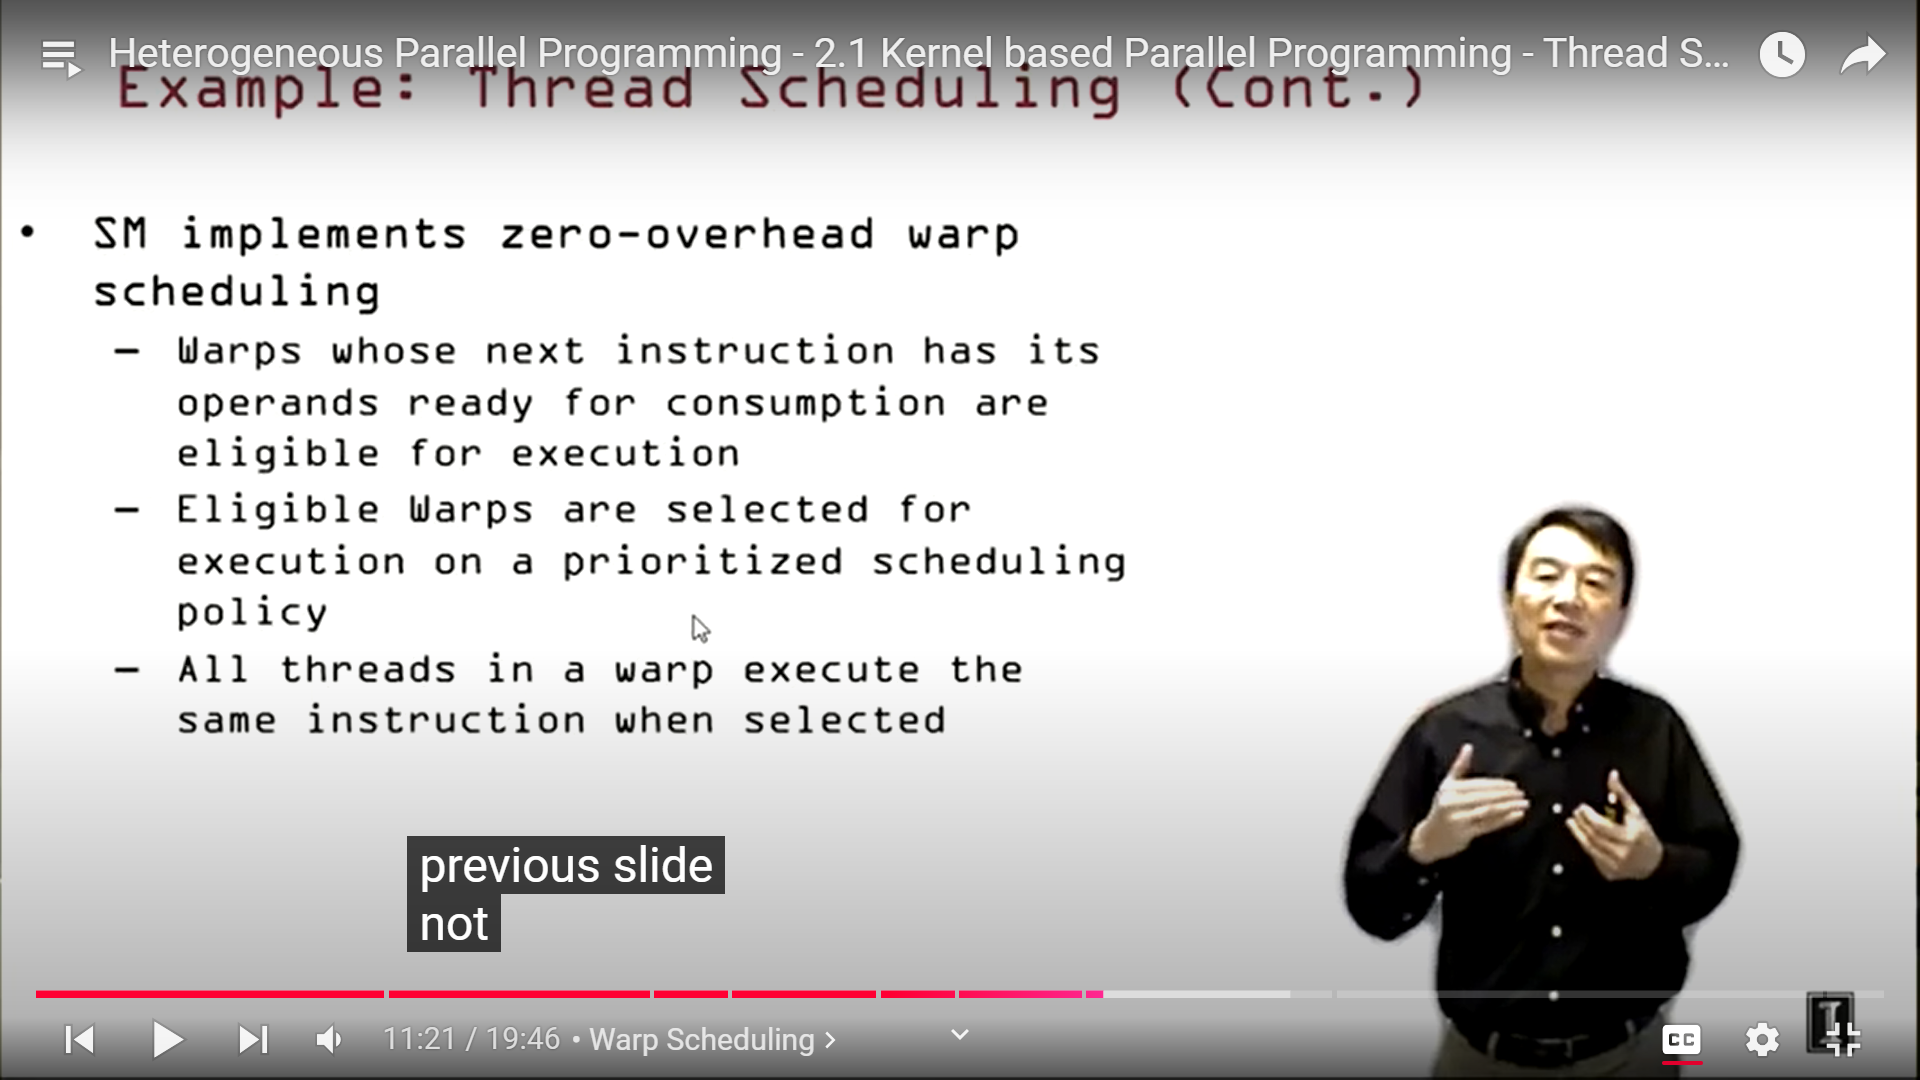 Heterogeneous Parallel Programming - 2.1 Kernel based Parallel Programming - Thread S...
Example: Thread Scheduling (Cont.)
• SM implements zero-overhead warp
scheduling
– Warps whose next instruction has its
operands ready for consumption are
eligible for execution
– Eligible Warps are selected for
execution on a prioritized scheduling
policy
– All threads in a warp execute the
same instruction when selected
previous slide
not
11:21 / 19:46 • Warp Scheduling >
CC
I